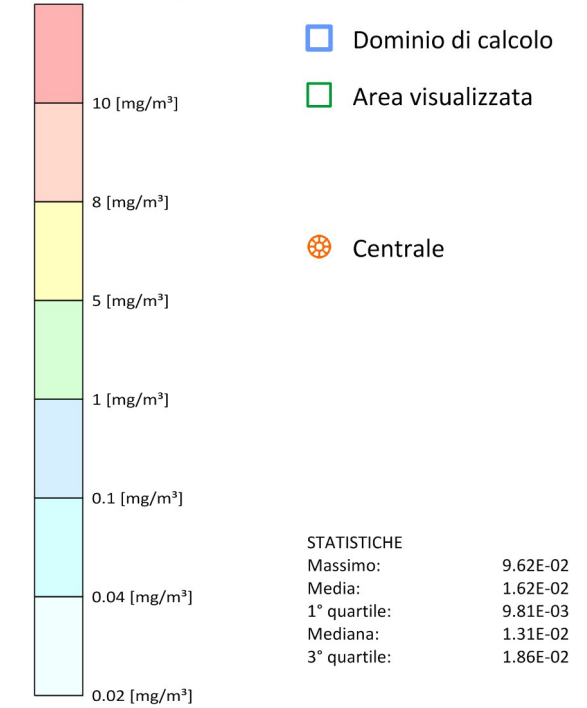 10 [mg/m³]
8 [mg/m³]
5 [mg/m³]
1 [mg/m³]
0.1 [mg/m³]
0.04 [mg/m³]
0.02 [mg/m³]
Dominio di calcolo
Area visualizzata
Centrale
STATISTICHE
Massimo: 9.62E-02
Media: 1.62E-02
1° quartile: 9.81E-03
Mediana: 1.31E-02
3° quartile: 1.86E-02